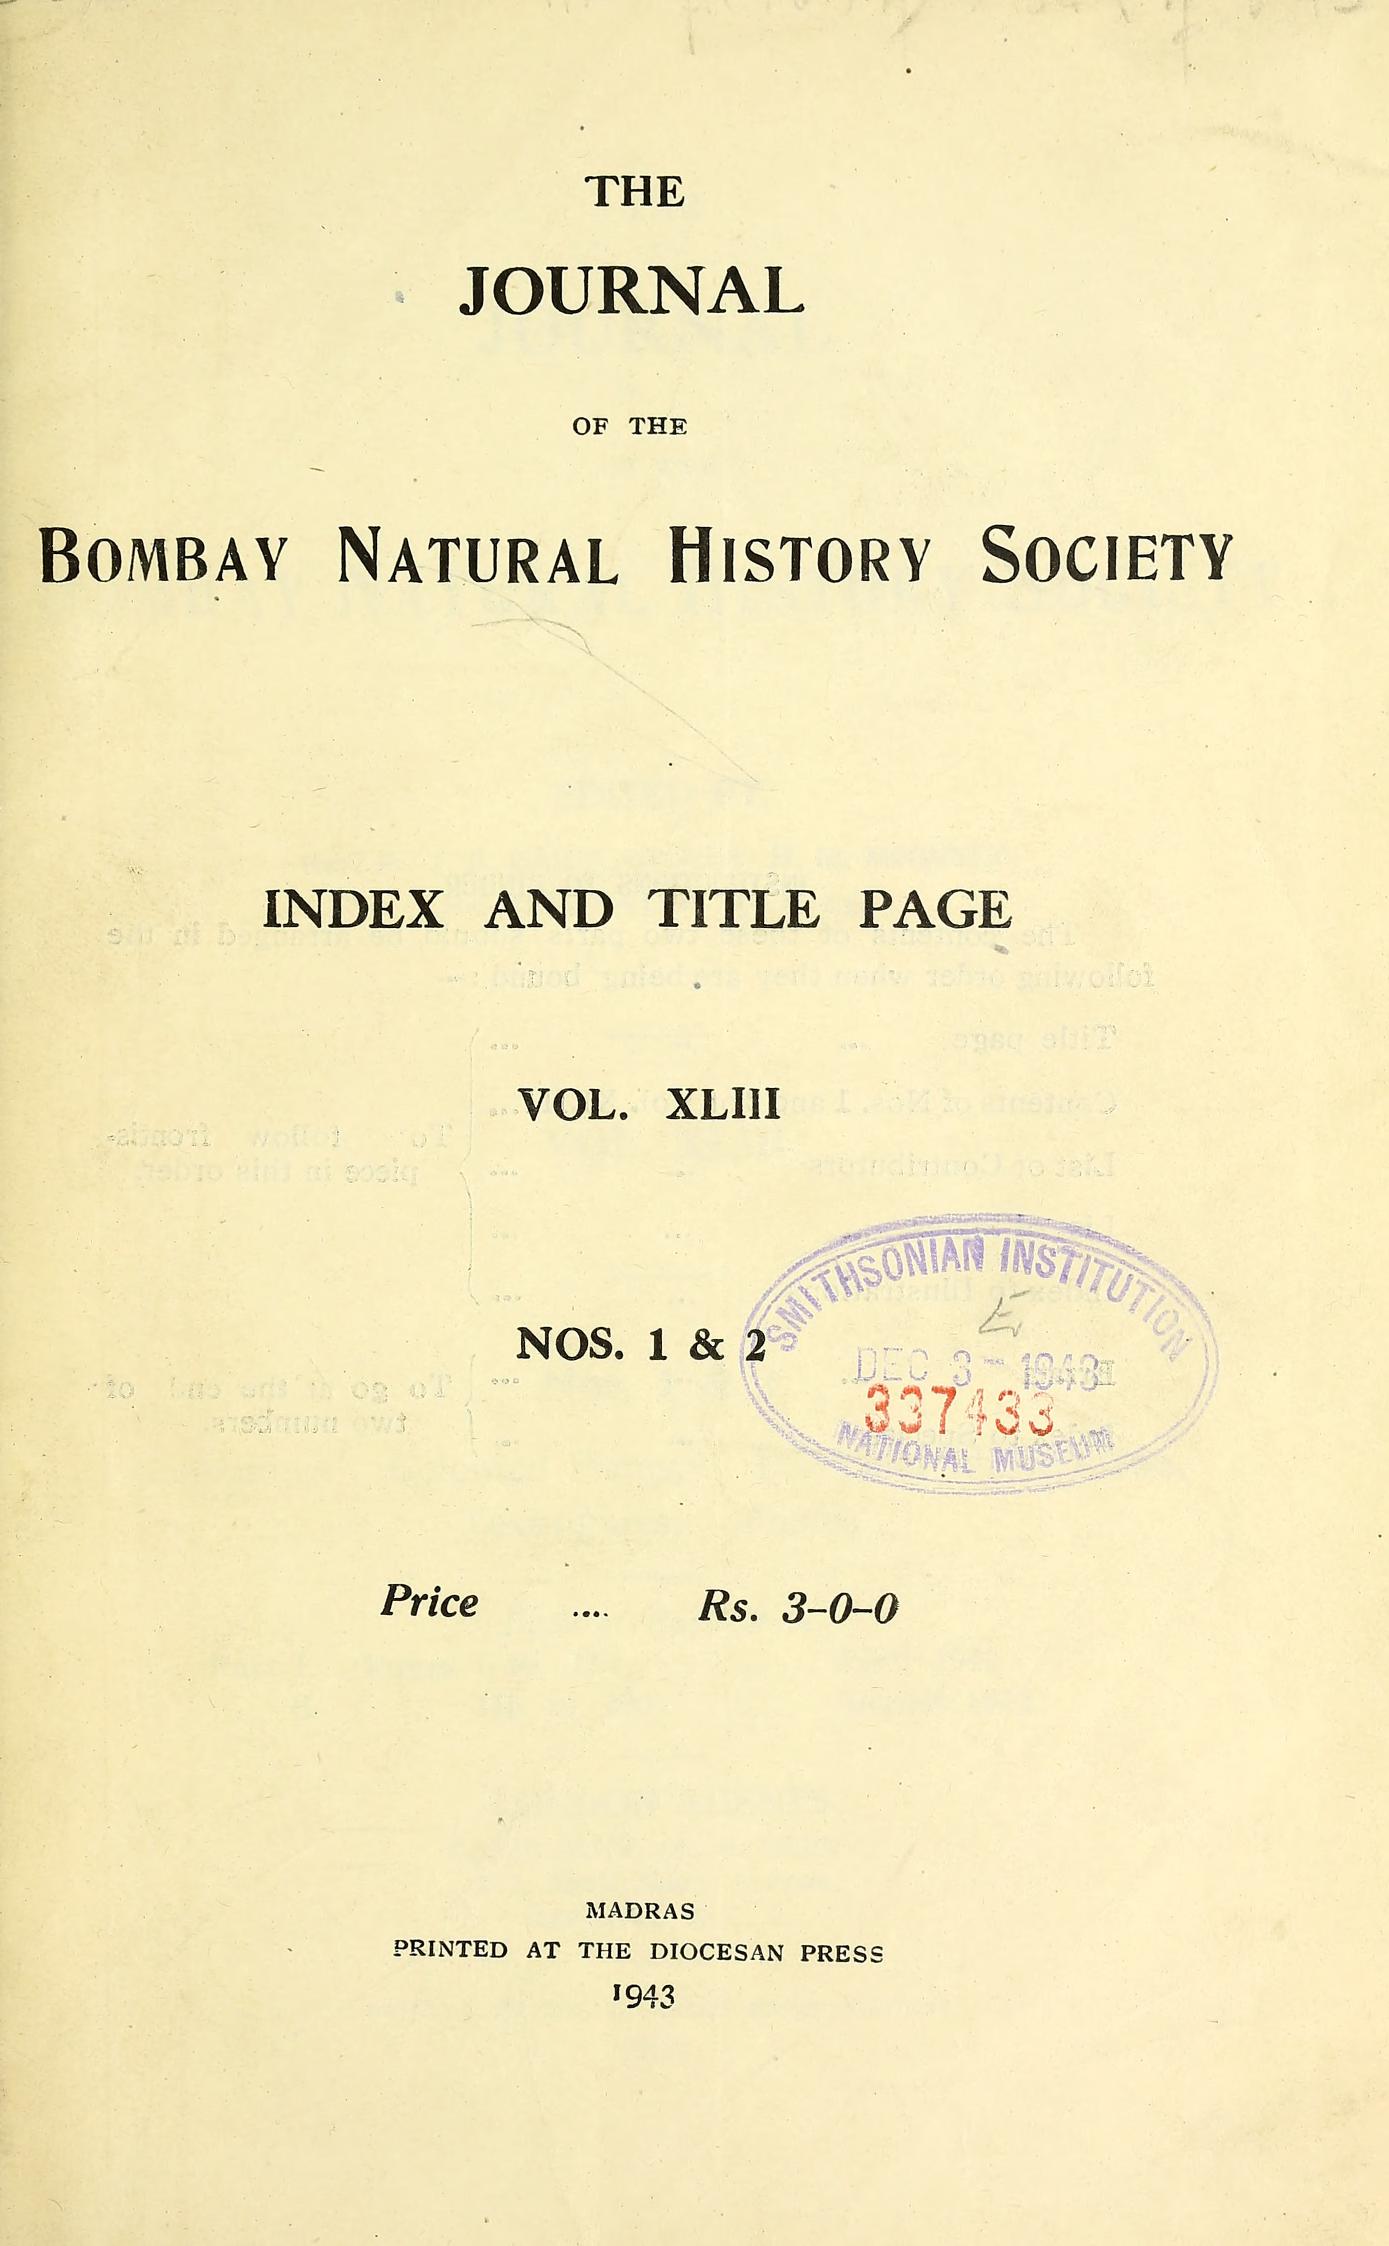 THE
JOURNAL
OF THE
BOMBAY NATURAL HISTORY SOCIETY
INDEX AND TITLE PAGE
VOL. XLIII
NOS. 1 & 2
SMITHSONIAN INSTITUTION
E
DEC 3 - 1943
337433
NATIONAL MUSEUM
Price .... Rs. 3-0-0
MADRAS
PRINTED AT THE DIOCESAN PRESS
1943